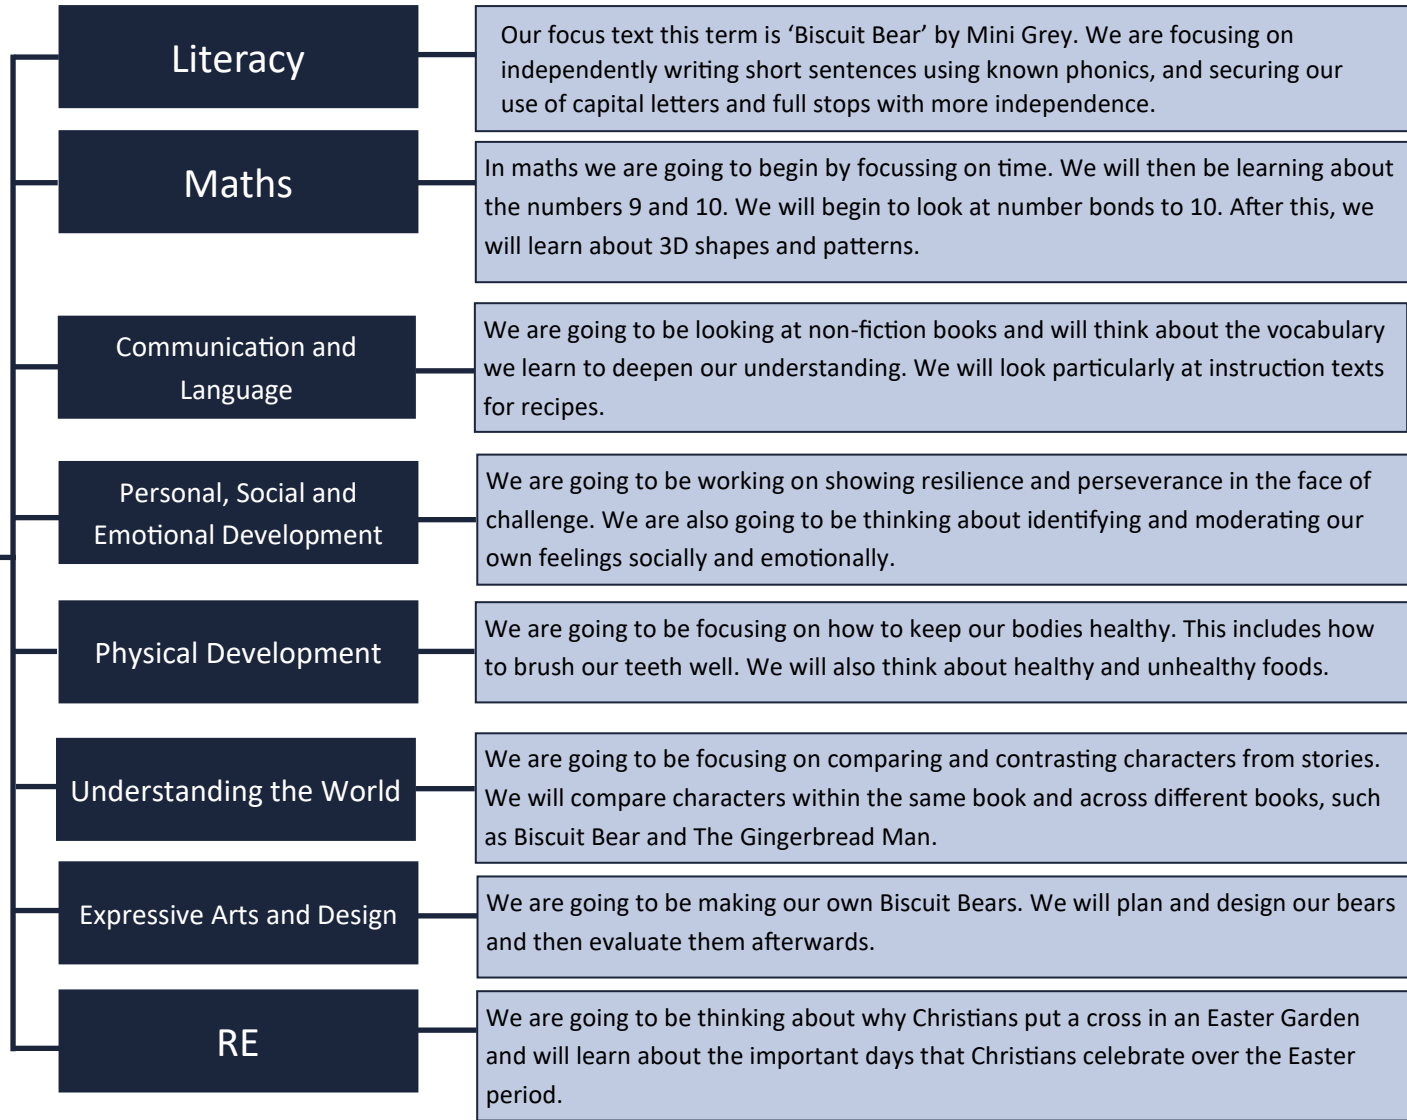 Literacy
Our focus text this term is ‘Biscuit Bear’ by Mini Grey. We are focusing on
independently writing short sentences using known phonics, and securing our
use of capital letters and full stops with more independence.
Maths
In maths we are going to begin by focussing on time. We will then be learning about
the numbers 9 and 10. We will begin to look at number bonds to 10. After this, we
will learn about 3D shapes and patterns.
Communication and
Language
We are going to be looking at non-fiction books and will think about the vocabulary
we learn to deepen our understanding. We will look particularly at instruction texts
for recipes.
Personal, Social and
Emotional Development
We are going to be working on showing resilience and perseverance in the face of
challenge. We are also going to be thinking about identifying and moderating our
own feelings socially and emotionally.
Physical Development
We are going to be focusing on how to keep our bodies healthy. This includes how
to brush our teeth well. We will also think about healthy and unhealthy foods.
Understanding the World
We are going to be focusing on comparing and contrasting characters from stories.
We will compare characters within the same book and across different books, such
as Biscuit Bear and The Gingerbread Man.
Expressive Arts and Design
We are going to be making our own Biscuit Bears. We will plan and design our bears
and then evaluate them afterwards.
RE
We are going to be thinking about why Christians put a cross in an Easter Garden
and will learn about the important days that Christians celebrate over the Easter
period.